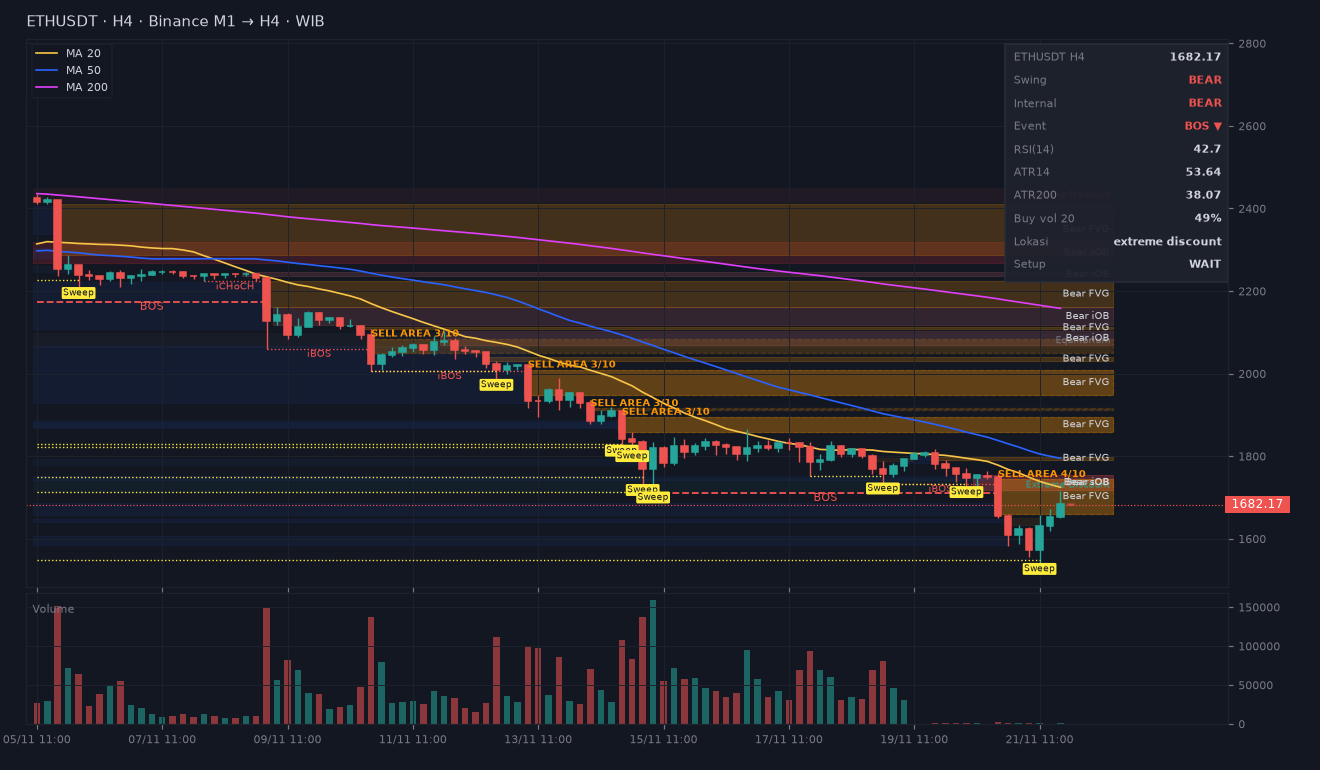 ETHUSDT · H4 · Binance M1 → H4 · WIB
MA 20
MA 50
MA 200
ETHUSDT H4 1682.17
Swing BEAR
Internal BEAR
Event BOS ▼
RSI(14) 42.7
ATR14 53.64
ATR200 38.07
Buy vol 20 49%
Lokasi extreme discount
Setup WAIT
2800
2600
2400
2200
2000
1800
1600
1682.17
Sweep
BOS
iCHoCH
iBOS
SELL AREA 3/10
iBOS
Sweep
SELL AREA 3/10
SELL AREA 3/10
SELL AREA 3/10
Sweep
Sweep
Sweep
Sweep
BOS
Sweep
iBOS
Sweep
SELL AREA 4/10
Sweep
Bear FVG
Bear iOB
Bear FVG
Bear iOB
Bear FVG
Bear FVG
Bear FVG
Bear FVG
Bear sOB
Bear FVG
Volume
150000
100000
50000
0
05/11 11:00
07/11 11:00
09/11 11:00
11/11 11:00
13/11 11:00
15/11 11:00
17/11 11:00
19/11 11:00
21/11 11:00